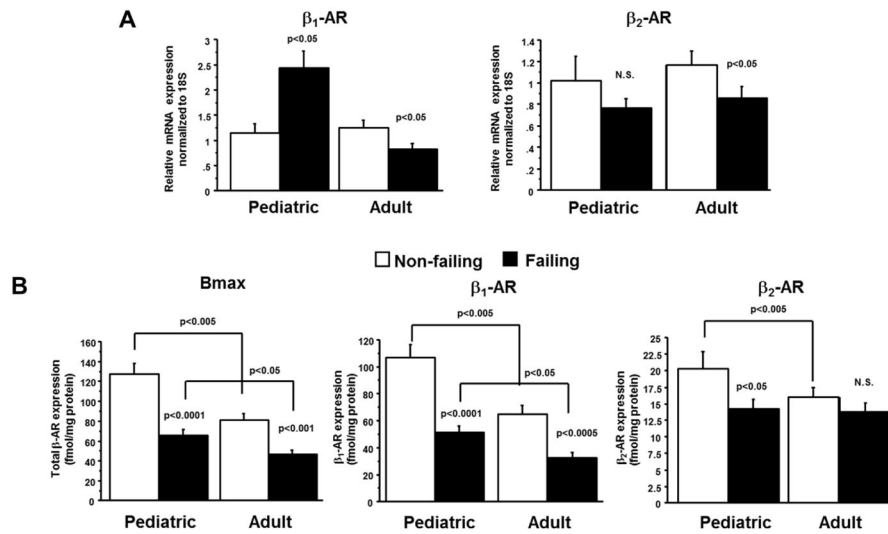 A
β₁-AR
Relative mRNA expression
normalized to 18S
3
2.5
2
1.5
1
.5
0
p<0.05
p<0.05
Pediatric
Adult
β₂-AR
Relative mRNA expression
normalized to 18S
1.4
1.2
1
.8
.6
.4
.2
0
N.S.
p<0.05
Pediatric
Adult
Non-failing
Failing
B
Bmax
Total β-AR expression
(fmol/mg protein)
160
140
120
100
80
60
40
20
0
p<0.005
p<0.05
p<0.0001
p<0.001
Pediatric
Adult
β₁-AR
β₁-AR expression
(fmol/mg protein)
120
100
80
60
40
20
0
p<0.005
p<0.05
p<0.0001
p<0.0005
Pediatric
Adult
β₂-AR
β₂-AR expression
(fmol/mg protein)
25
22.5
20
17.5
15
12.5
10
7.5
5
2.5
0
p<0.005
p<0.05
N.S.
Pediatric
Adult